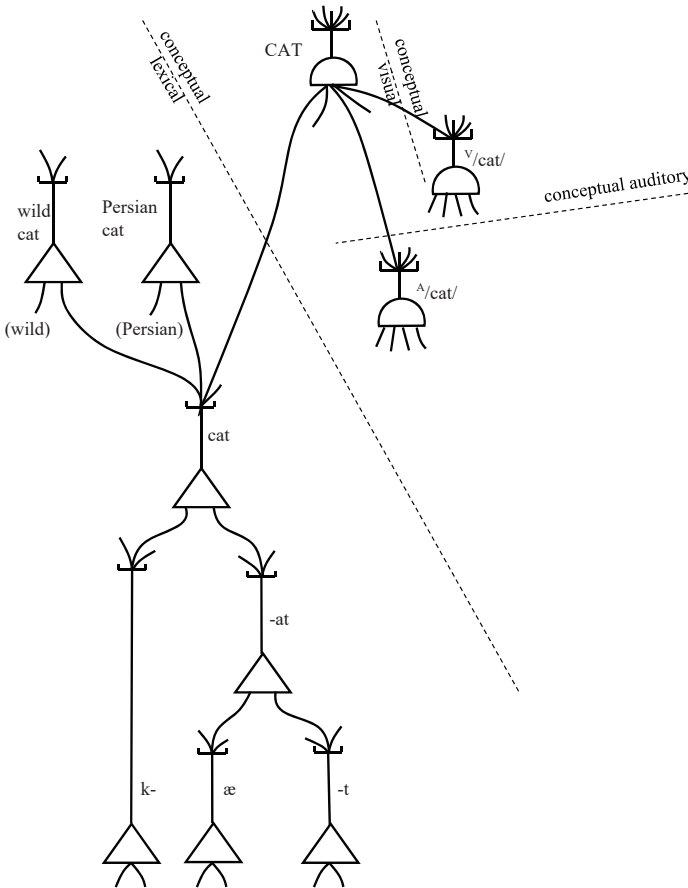 CAT
conceptual
lexical
conceptual
visual
V/cat/
conceptual auditory
wild
cat
Persian
cat
A/cat/
(wild)
(Persian)
cat
-at
k-
æ
-t